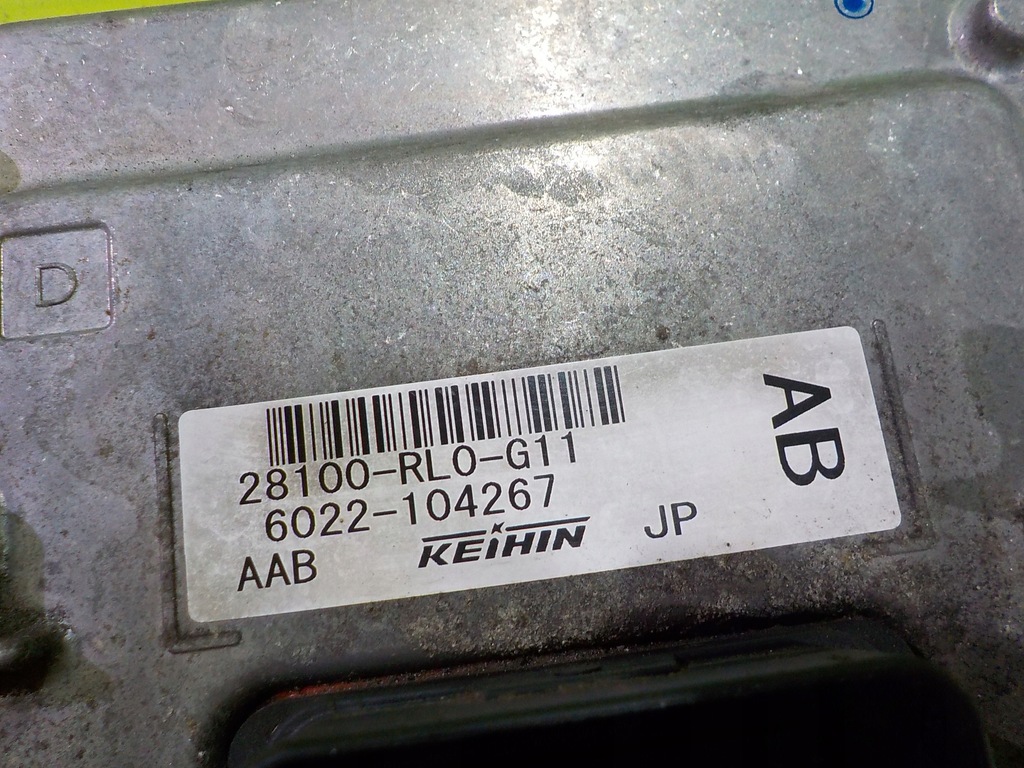 D
28100-RL0-G11
6022-104267
AAB
KEIHIN
JP
AB